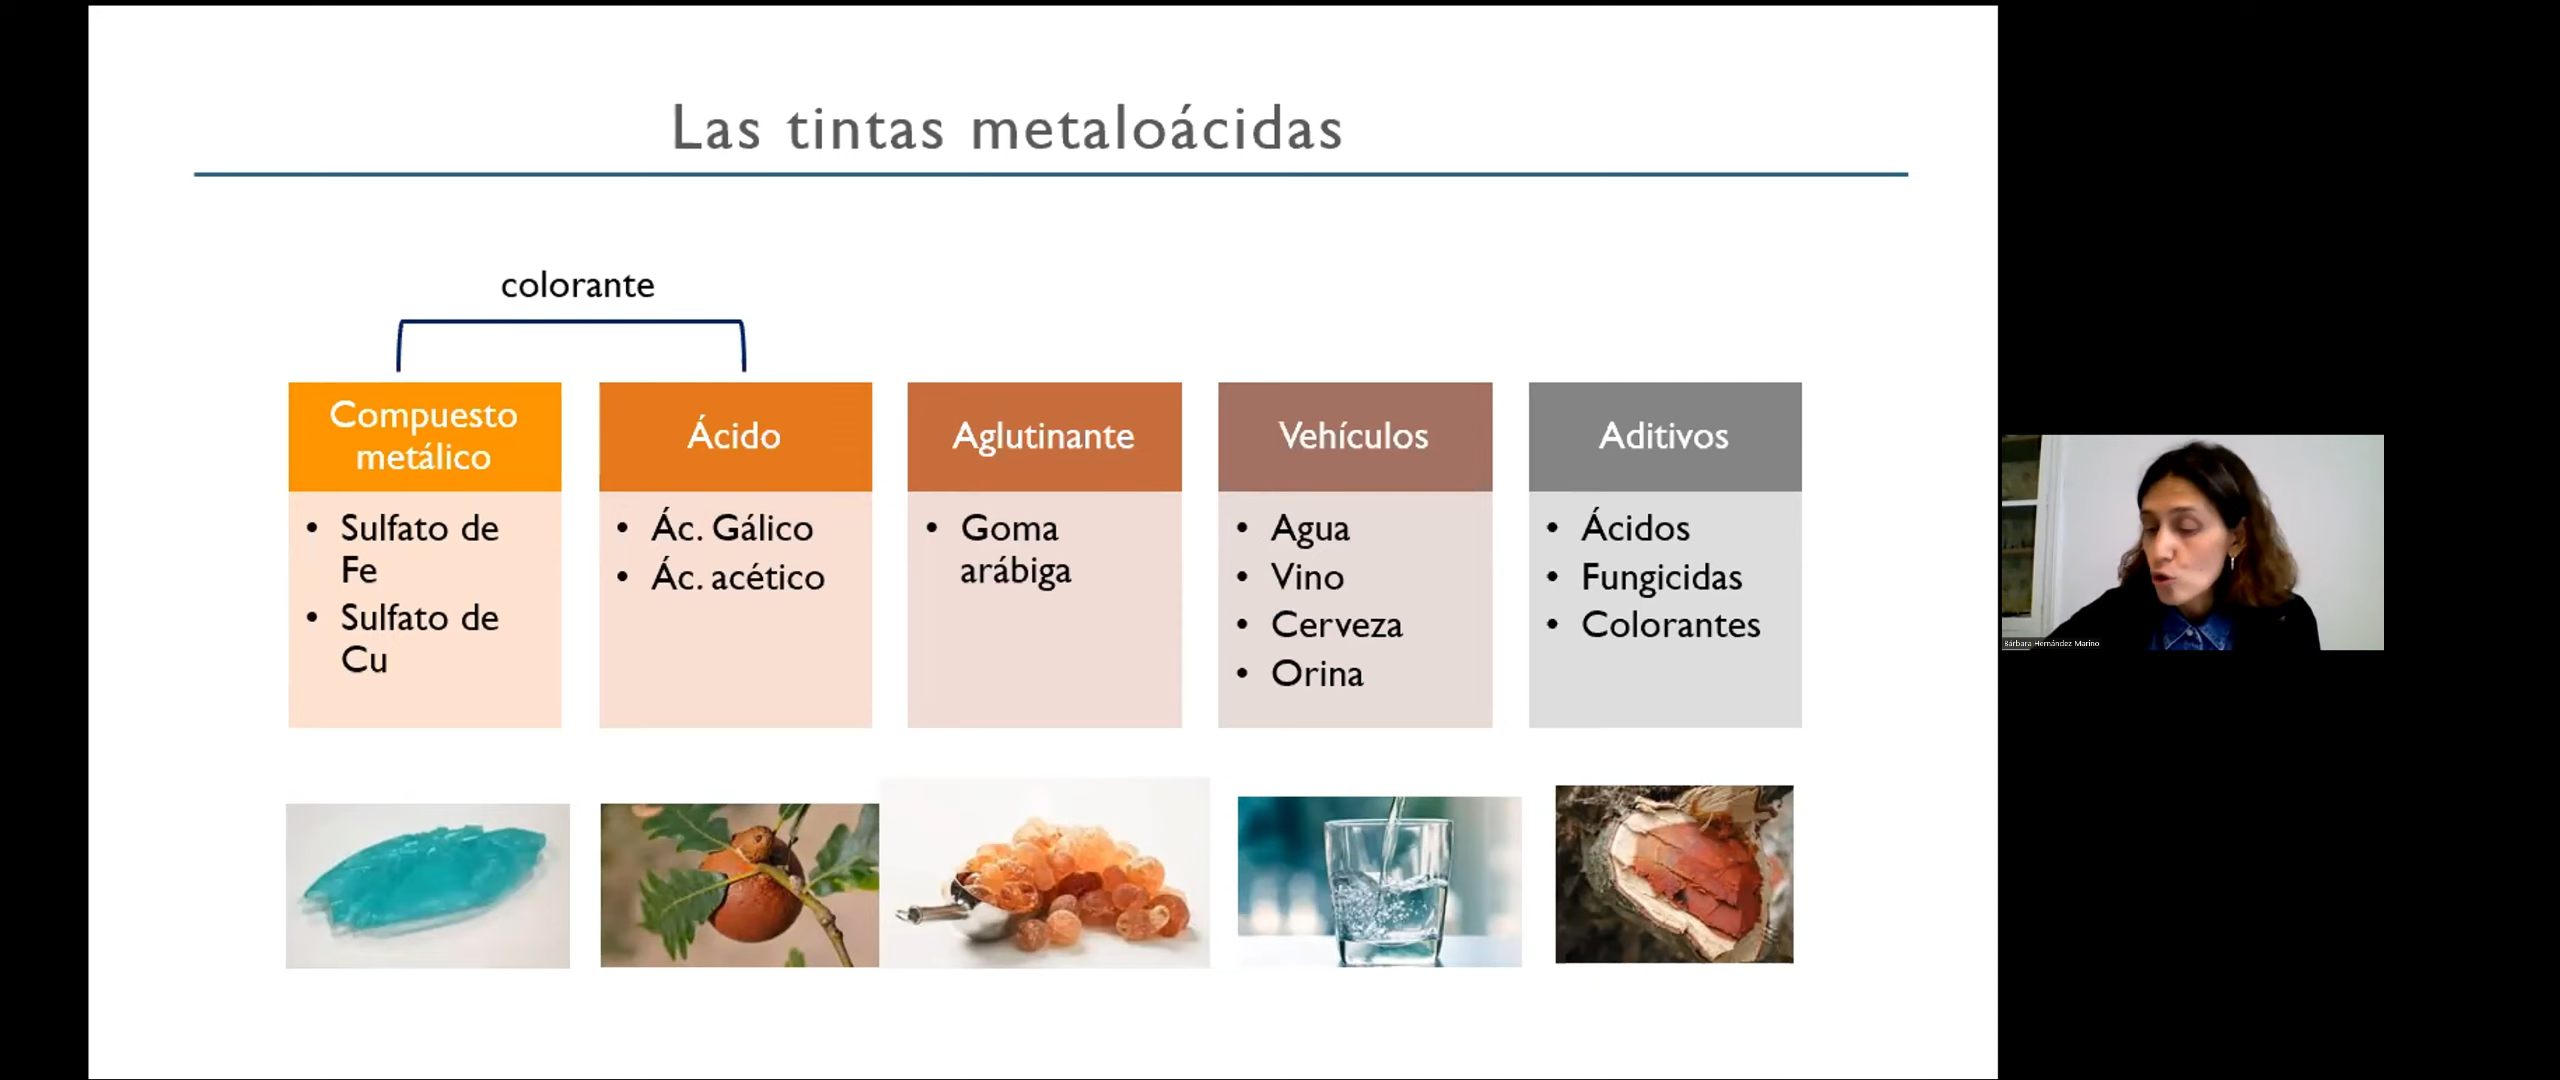 Las tintas metaloácidas
colorante
Compuesto
metálico
• Sulfato de
Fe
• Sulfato de
Cu
Ácido
• Ác. Gálico
• Ác. acético
Aglutinante
• Goma
arábiga
Vehículos
• Agua
• Vino
• Cerveza
• Orina
Aditivos
• Ácidos
• Fungicidas
• Colorantes
Bárbara Hernández Marino